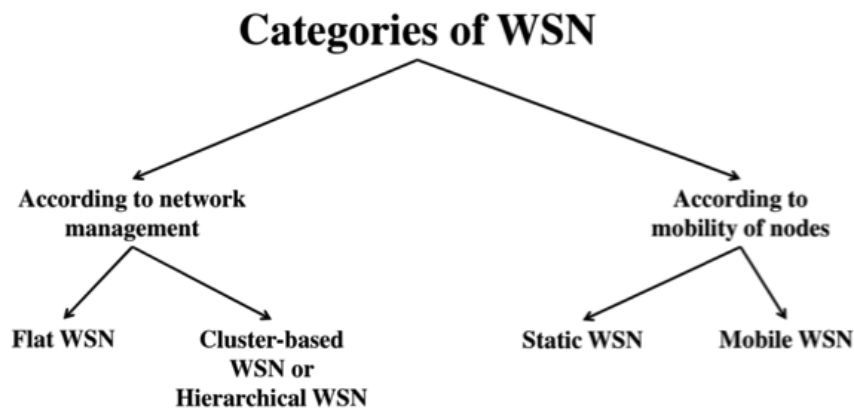 Categories of WSN
According to network
management
According to
mobility of nodes
Flat WSN
Cluster-based
WSN or
Hierarchical WSN
Static WSN
Mobile WSN